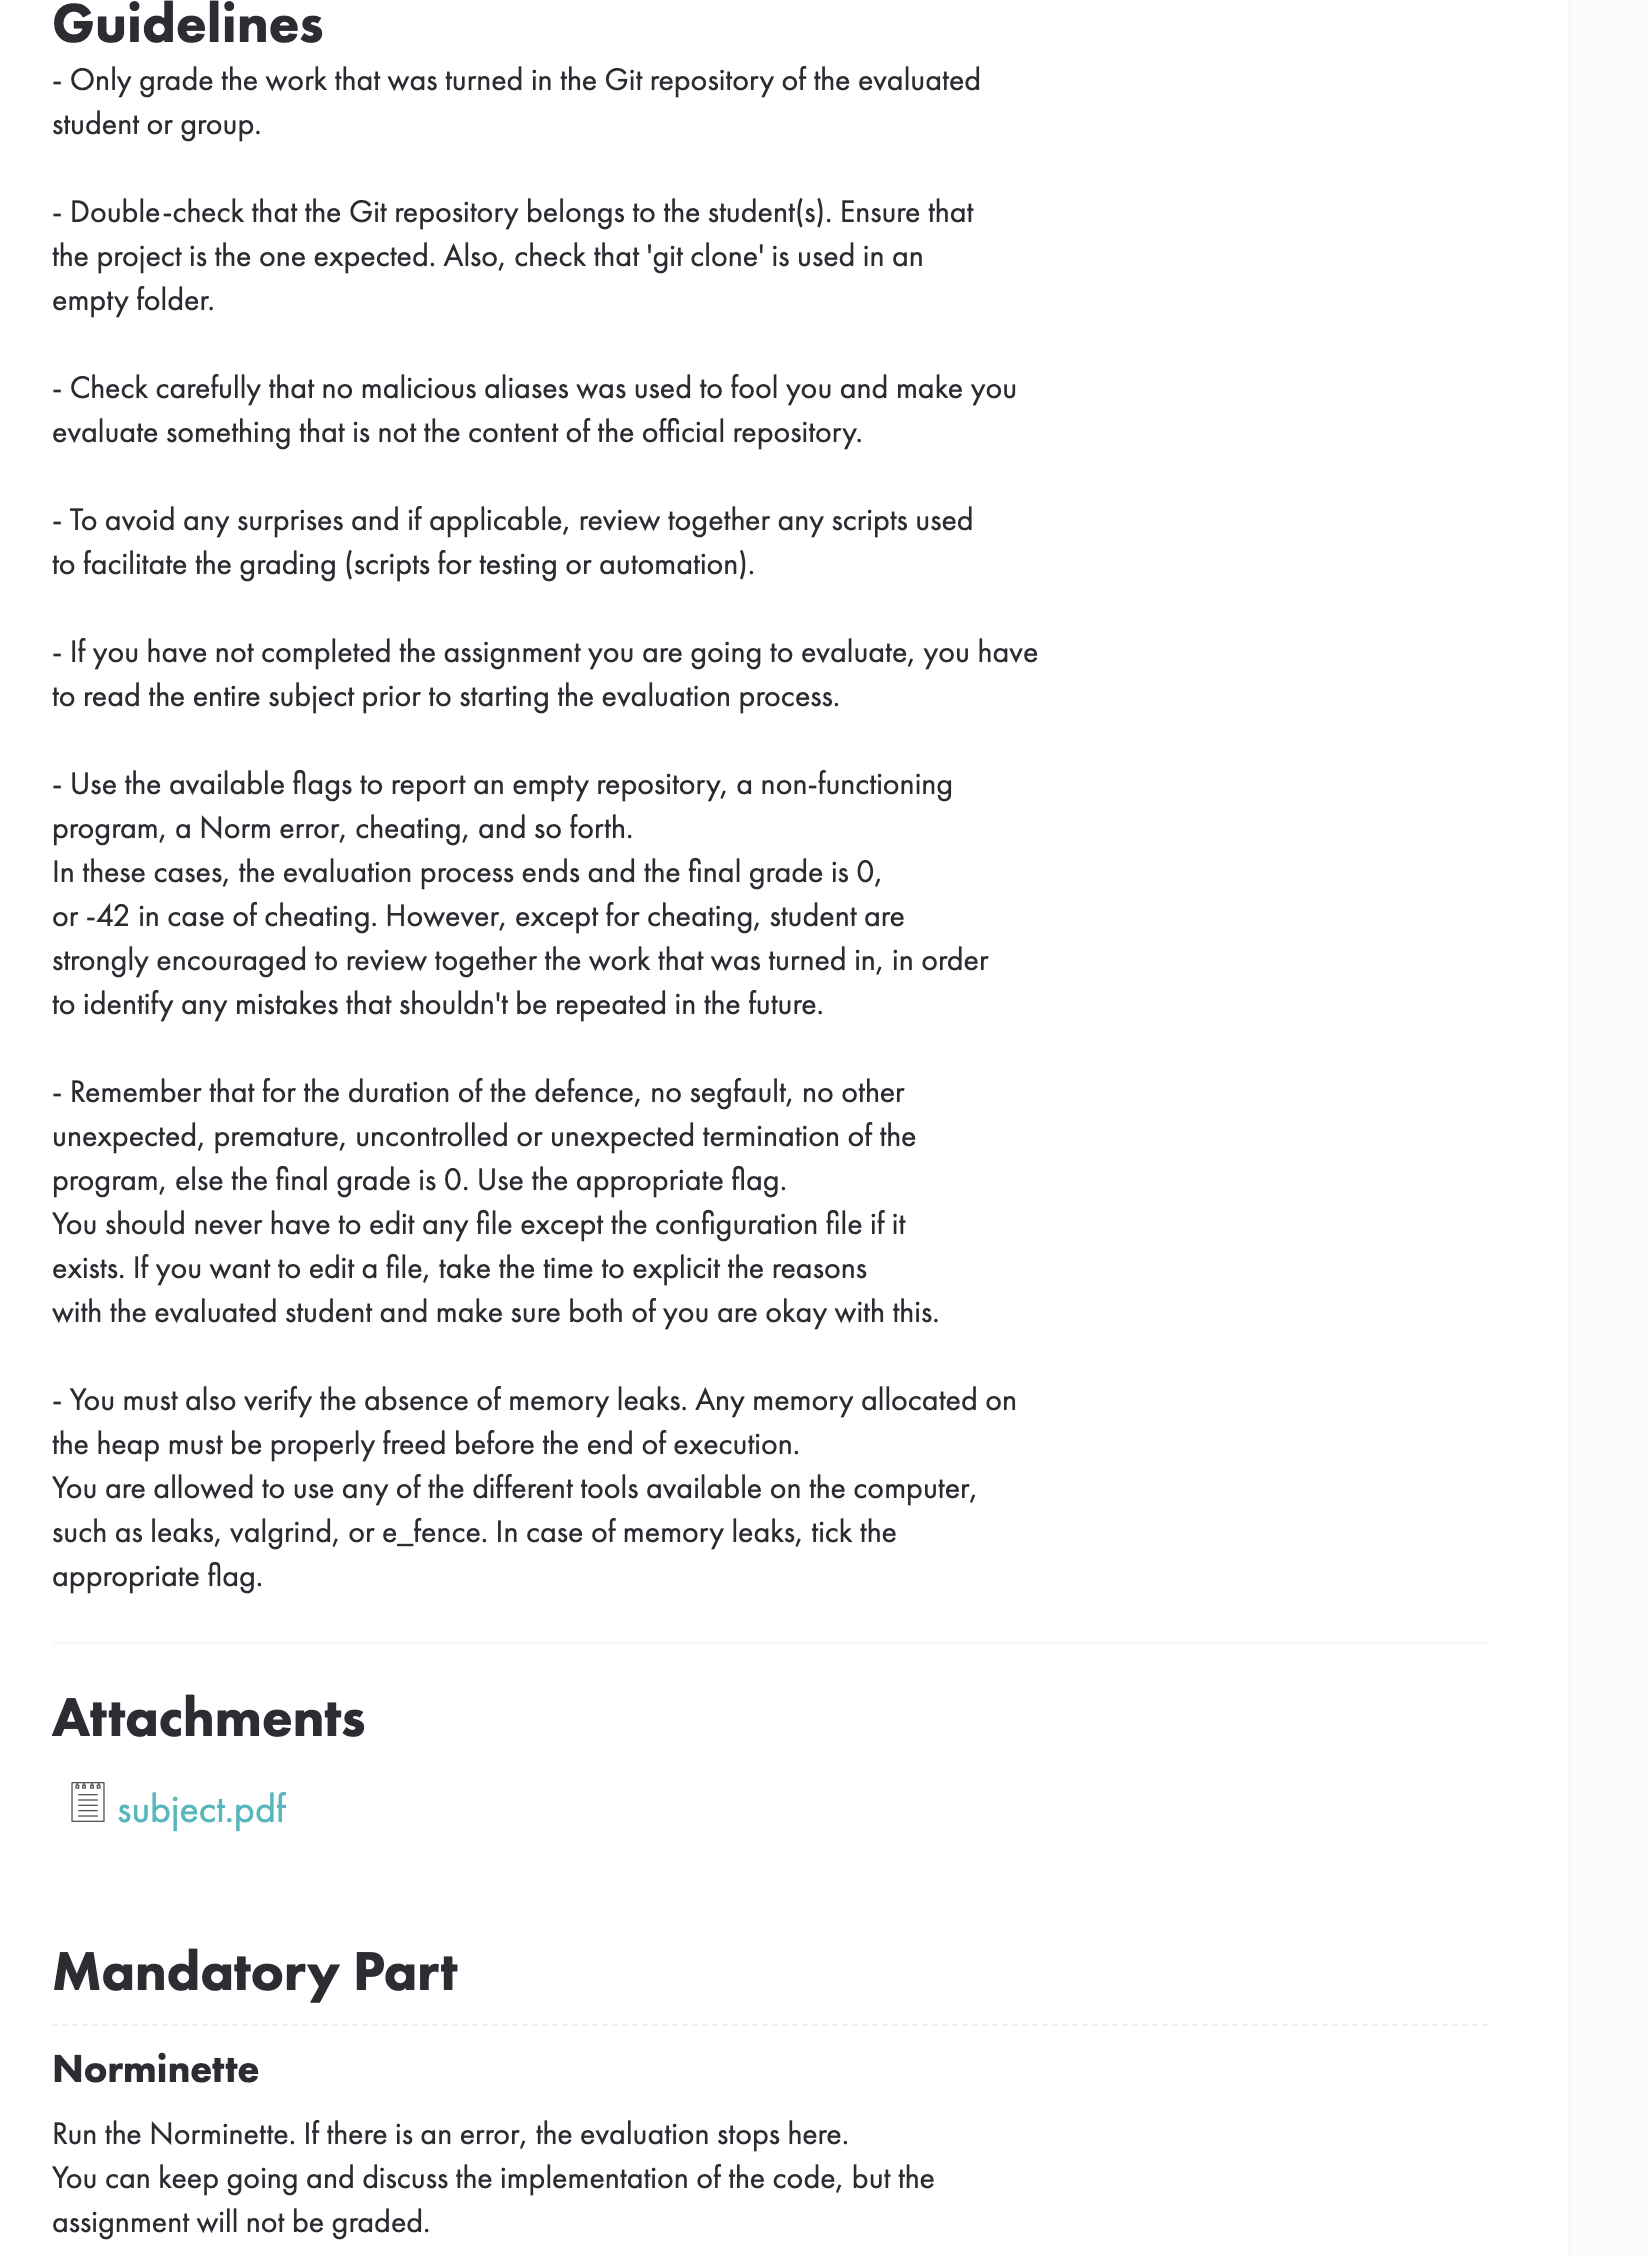 Guidelines
- Only grade the work that was turned in the Git repository of the evaluated
student or group.
- Double-check that the Git repository belongs to the student(s). Ensure that
the project is the one expected. Also, check that 'git clone' is used in an
empty folder.
- Check carefully that no malicious aliases was used to fool you and make you
evaluate something that is not the content of the official repository.
- To avoid any surprises and if applicable, review together any scripts used
to facilitate the grading (scripts for testing or automation).
- If you have not completed the assignment you are going to evaluate, you have
to read the entire subject prior to starting the evaluation process.
- Use the available flags to report an empty repository, a non-functioning
program, a Norm error, cheating, and so forth.
In these cases, the evaluation process ends and the final grade is 0,
or -42 in case of cheating. However, except for cheating, student are
strongly encouraged to review together the work that was turned in, in order
to identify any mistakes that shouldn't be repeated in the future.
- Remember that for the duration of the defence, no segfault, no other
unexpected, premature, uncontrolled or unexpected termination of the
program, else the final grade is 0. Use the appropriate flag.
You should never have to edit any file except the configuration file if it
exists. If you want to edit a file, take the time to explicit the reasons
with the evaluated student and make sure both of you are okay with this.
- You must also verify the absence of memory leaks. Any memory allocated on
the heap must be properly freed before the end of execution.
You are allowed to use any of the different tools available on the computer,
such as leaks, valgrind, or e_fence. In case of memory leaks, tick the
appropriate flag.
Attachments
subject.pdf
Mandatory Part
Norminette
Run the Norminette. If there is an error, the evaluation stops here.
You can keep going and discuss the implementation of the code, but the
assignment will not be graded.